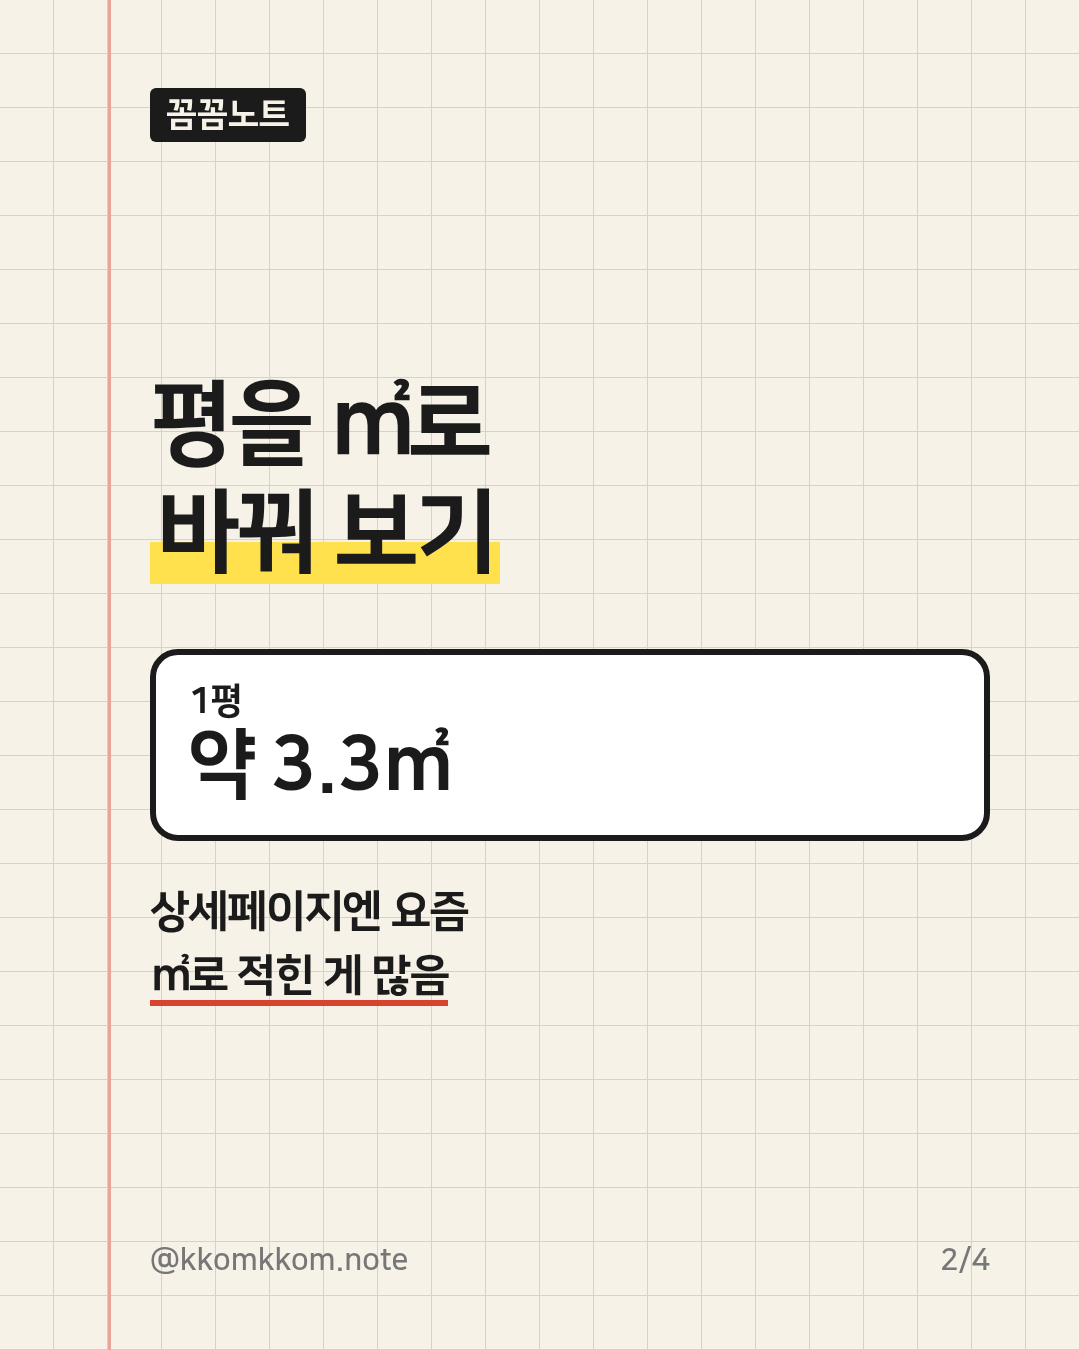 꼼꼼노트
평을 ㎡로
바꿔 보기
1평
약 3.3㎡
상세페이지엔 요즘
㎡로 적힌 게 많음
@kkomkkom.note
2/4